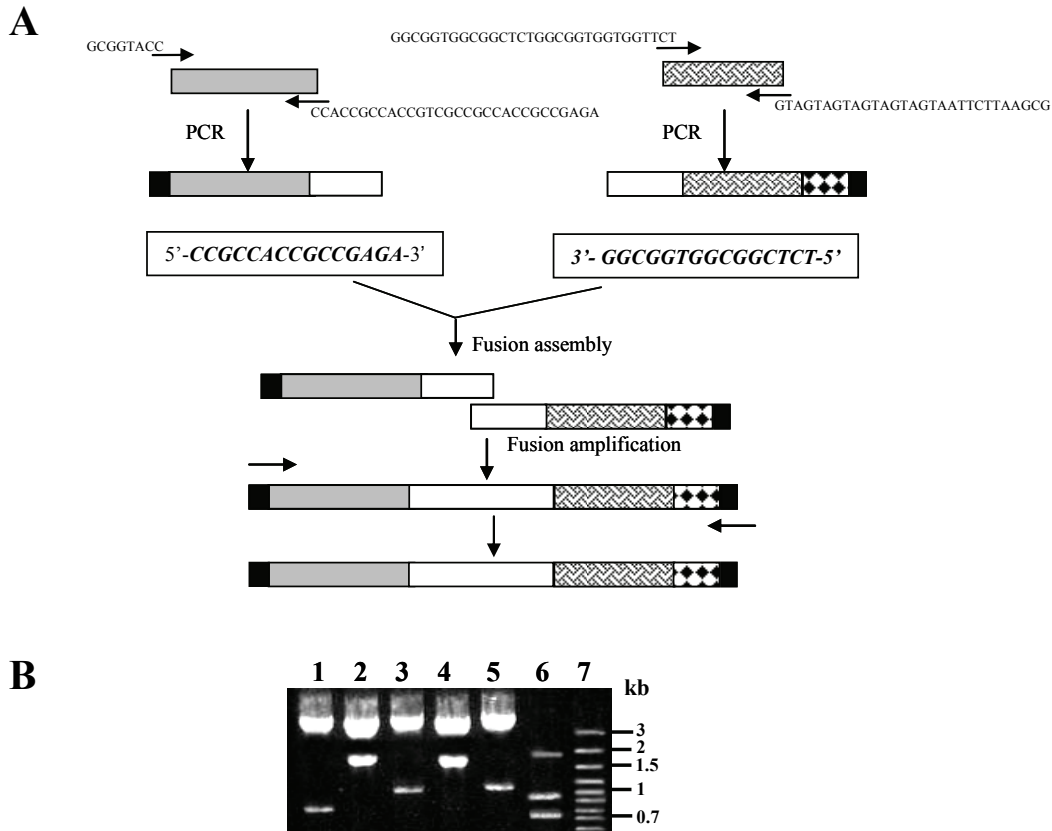 A
GGCGGTGGCGGCTCTGGCGGTGGTGGTTCT
GCGGTACC
CCACCGCCACCGTCGCCGCCACCGCCGAGA
GTAGTAGTAGTAGTAGTAATTCTTAAGCG
PCR
PCR
5'-CCGCCACCGCCGAGA-3'
3'- GGCGGTGGCGGCTCT-5'
Fusion assembly
Fusion amplification
B
1 2 3 4 5 6 7
kb
3
2
1.5
1
0.7